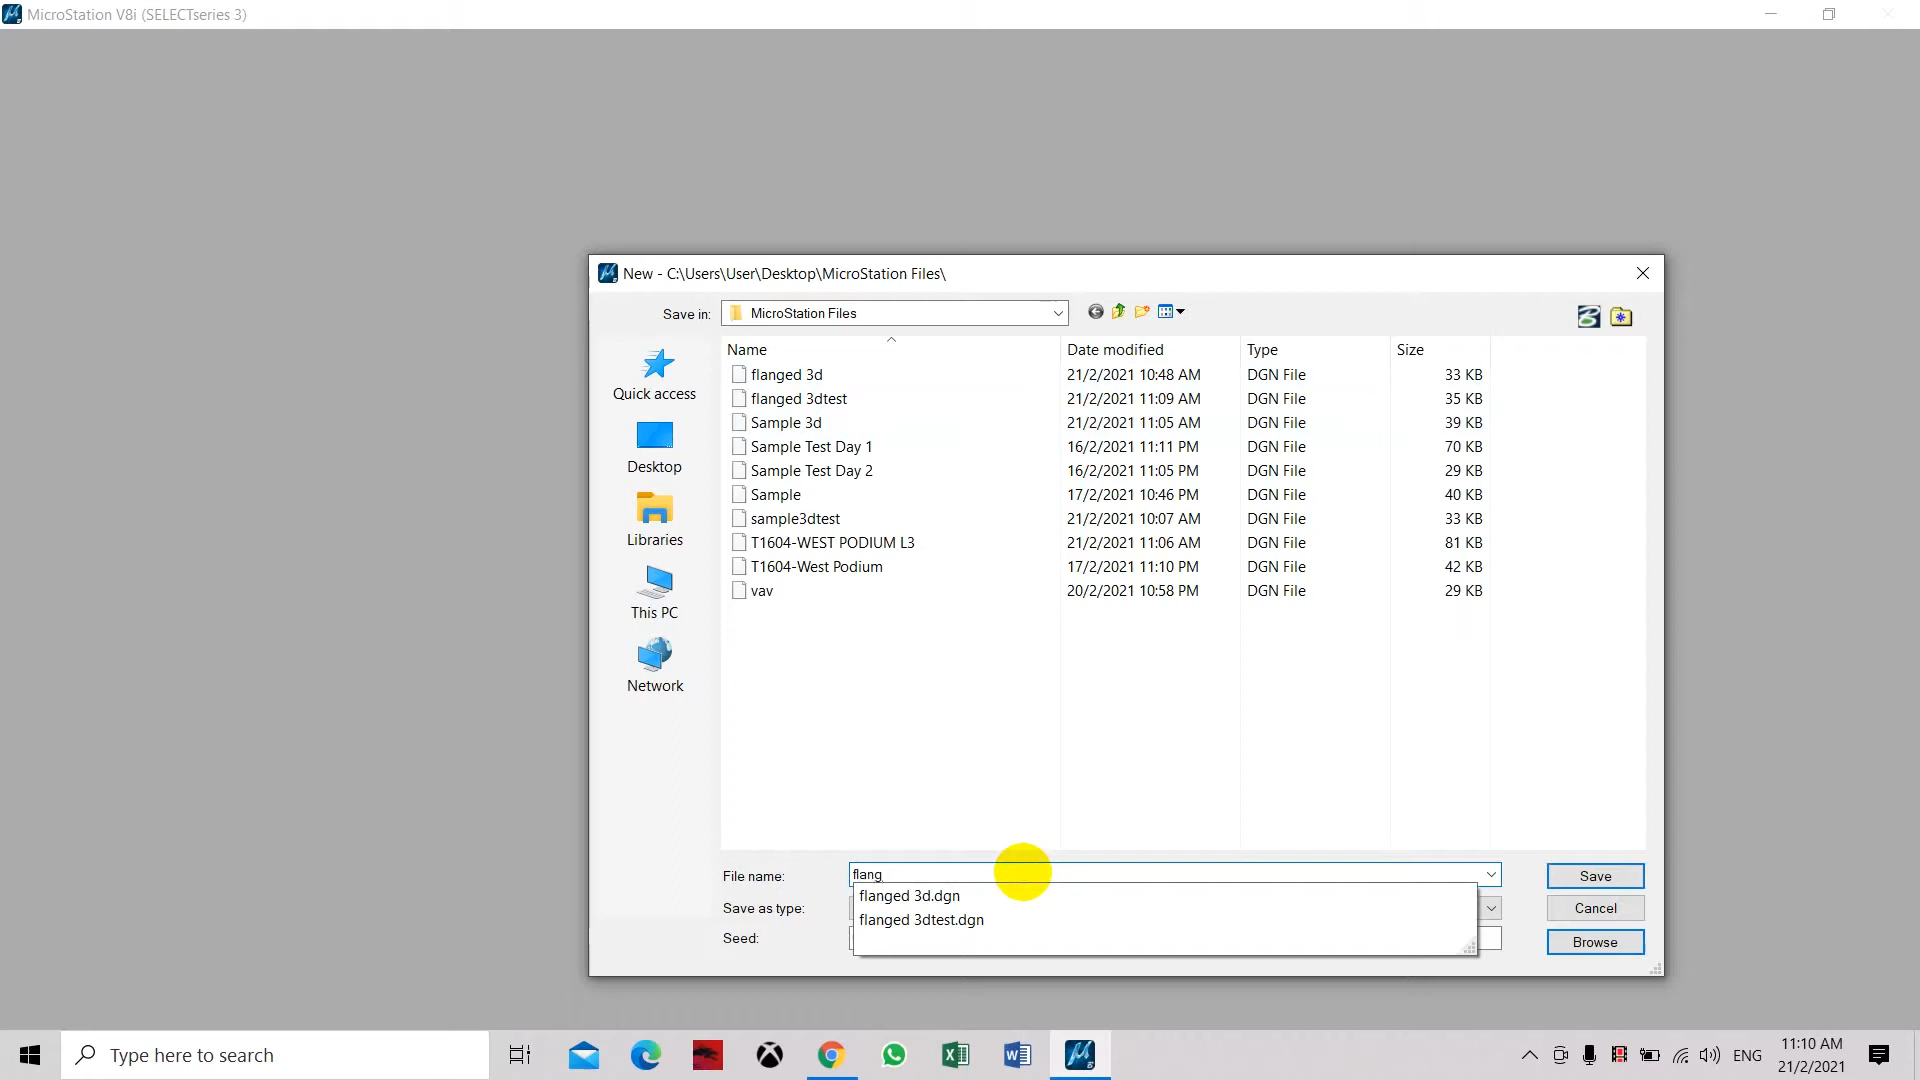 MicroStation V8i (SELECTseries 3)
New - C:\Users\User\Desktop\MicroStation Files\
Save in: MicroStation Files
Name Date modified Type Size
flanged 3d 21/2/2021 10:48 AM DGN File 33 KB
flanged 3dtest 21/2/2021 11:09 AM DGN File 35 KB
Sample 3d 21/2/2021 11:05 AM DGN File 39 KB
Sample Test Day 1 16/2/2021 11:11 PM DGN File 70 KB
Sample Test Day 2 16/2/2021 11:05 PM DGN File 29 KB
Sample 17/2/2021 10:46 PM DGN File 40 KB
sample3dtest 21/2/2021 10:07 AM DGN File 33 KB
T1604-WEST PODIUM L3 21/2/2021 11:06 AM DGN File 81 KB
T1604-West Podium 17/2/2021 11:10 PM DGN File 42 KB
vav 20/2/2021 10:58 PM DGN File 29 KB
Quick access
Desktop
Libraries
This PC
Network
File name: flang Save
flanged 3d.dgn
Save as type: Cancel
flanged 3dtest.dgn
Seed: Browse
Type here to search
ENG
11:10 AM
21/2/2021